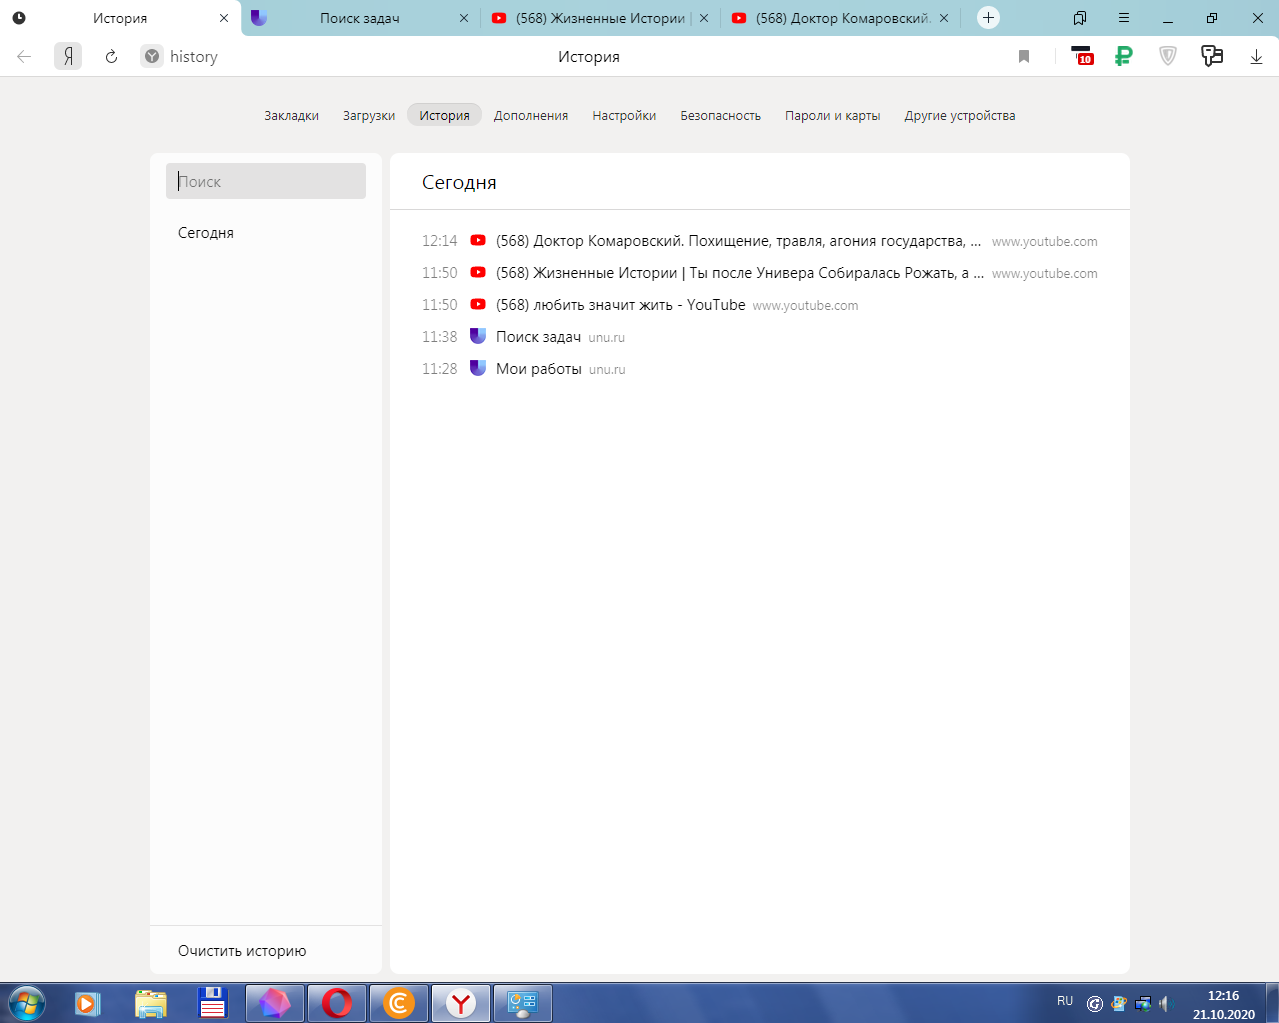 История
Поиск задач
(568) Жизненные Истории |
(568) Доктор Комаровский.
Я
history
История
10
Закладки
Загрузки
История
Дополнения
Настройки
Безопасность
Пароли и карты
Другие устройства
Поиск
Сегодня
Очистить историю
Сегодня
12:14 (568) Доктор Комаровский. Похищение, травля, агония государства, ... www.youtube.com
11:50 (568) Жизненные Истории | Ты после Универа Собиралась Рожать, а ... www.youtube.com
11:50 (568) любить значит жить - YouTube www.youtube.com
11:38 Поиск задач unu.ru
11:28 Мои работы unu.ru
RU
12:16
21.10.2020